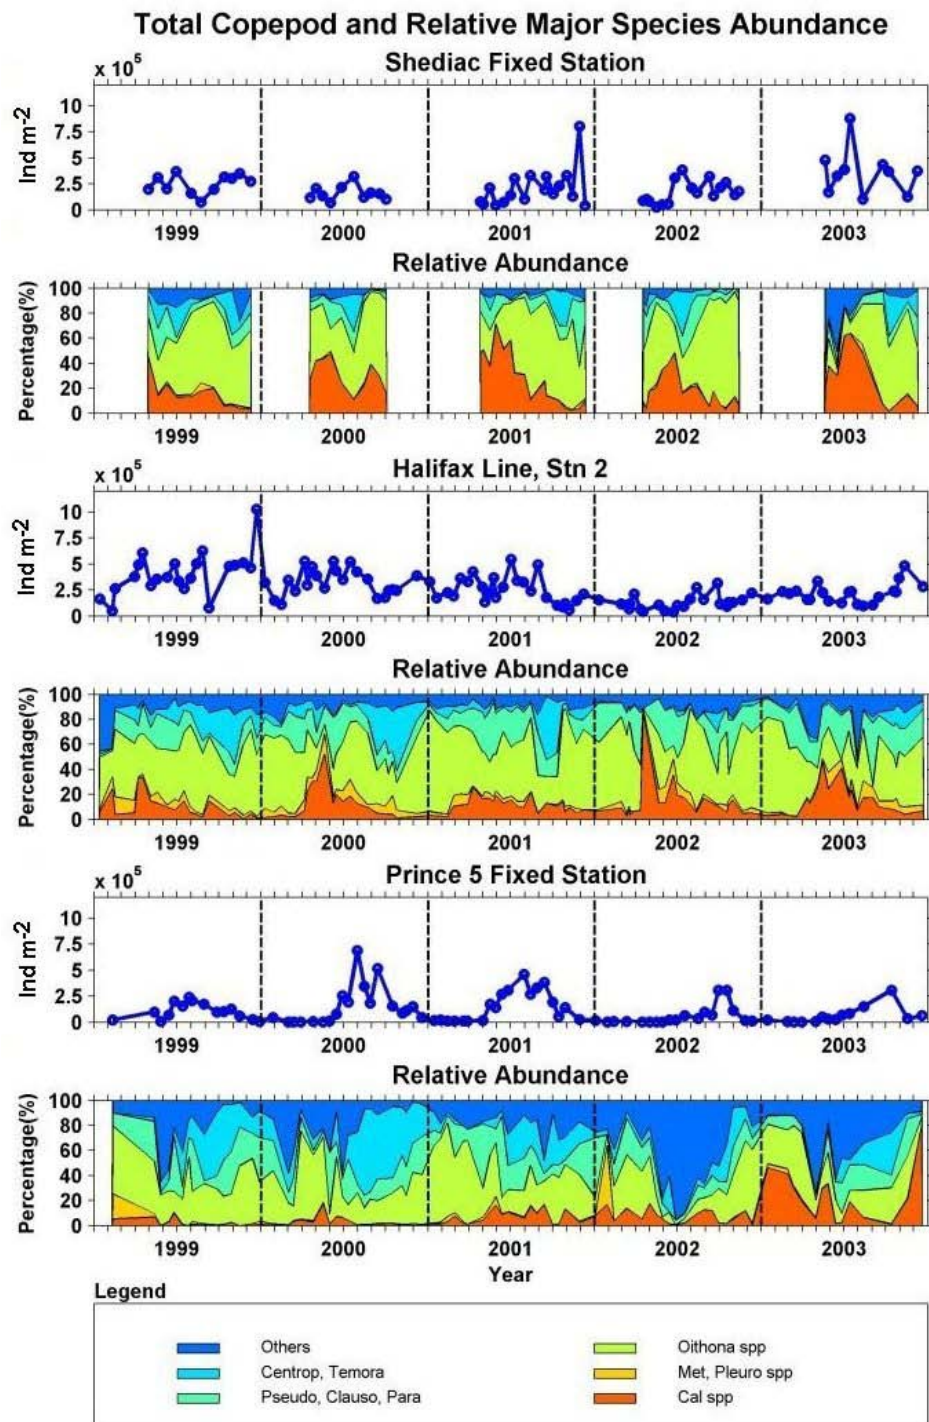 Total Copepod and Relative Major Species Abundance
Shediac Fixed Station
x 10^5
Ind m-2
10
7.5
5
2.5
0
1999 2000 2001 2002 2003
Relative Abundance
Percentage(%)
100
80
60
40
20
0
1999 2000 2001 2002 2003
Halifax Line, Stn 2
x 10^5
Ind m-2
10
7.5
5
2.5
0
1999 2000 2001 2002 2003
Relative Abundance
Percentage(%)
100
80
60
40
20
0
1999 2000 2001 2002 2003
Prince 5 Fixed Station
x 10^5
Ind m-2
10
7.5
5
2.5
0
1999 2000 2001 2002 2003
Relative Abundance
Percentage(%)
100
80
60
40
20
0
1999 2000 2001 2002 2003
Year
Legend
Others
Centrop, Temora
Pseudo, Clauso, Para
Oithona spp
Met, Pleuro spp
Cal spp